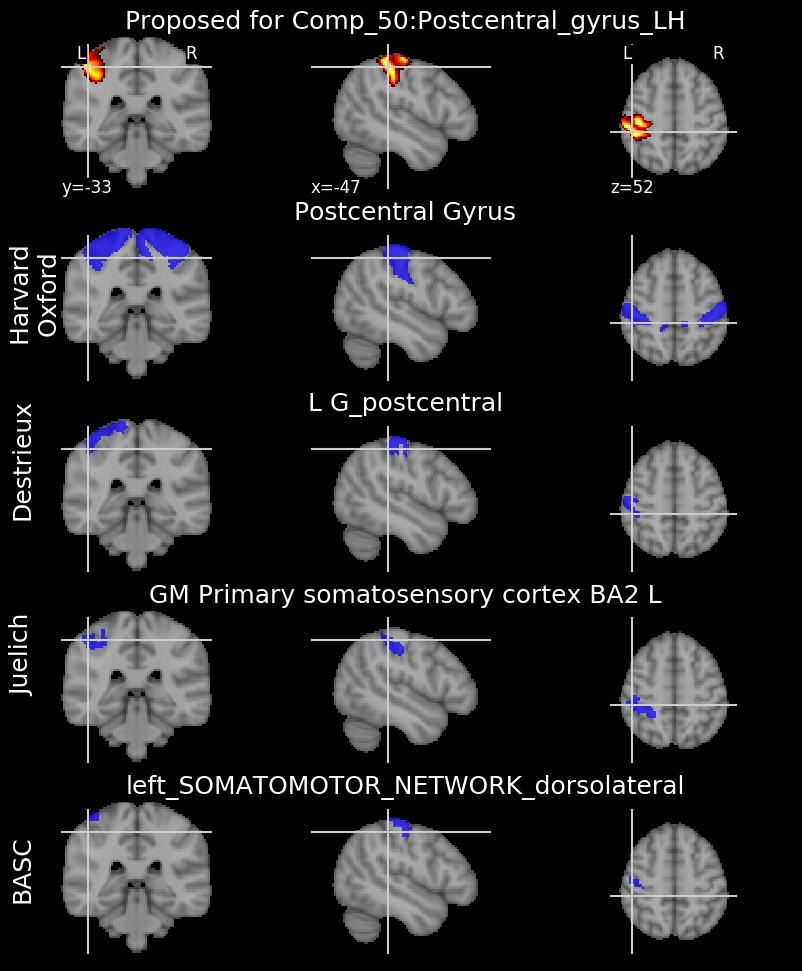 Proposed for Comp_50:Postcentral_gyrus_LH
L R
L R
y=-33 x=-47 z=52
Postcentral Gyrus
Harvard
Oxford
L G_postcentral
Destrieux
GM Primary somatosensory cortex BA2 L
Juelich
left_SOMATOMOTOR_NETWORK_dorsolateral
BASC